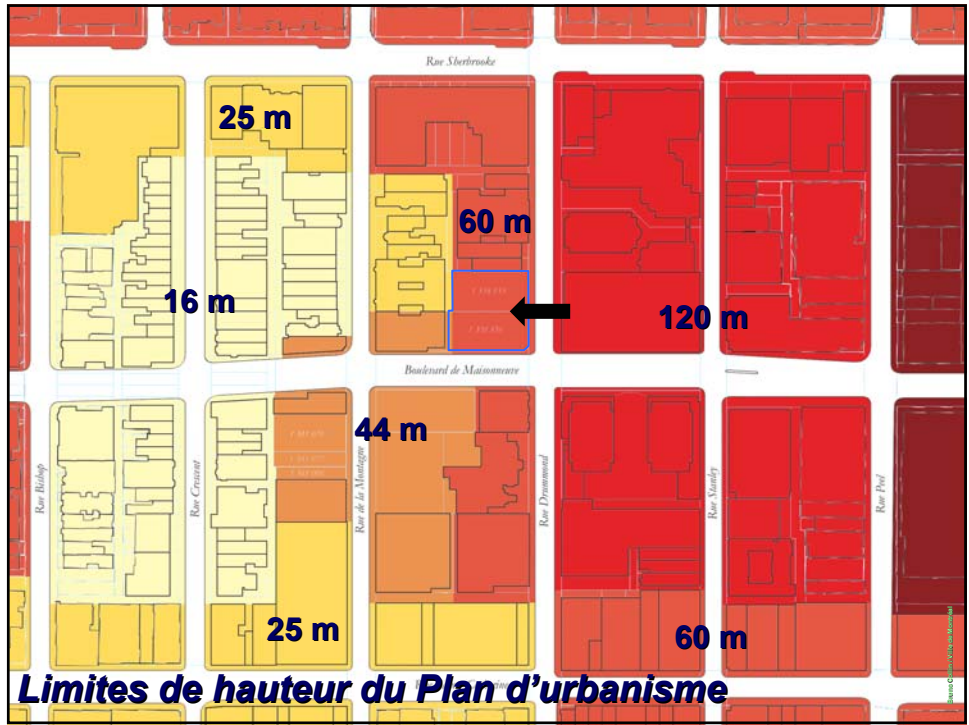 Rue Sherbrooke
25 m
60 m
16 m
120 m
Boulevard de Maisonneuve
44 m
Rue Bishop
Rue Crescent
Rue de la Montagne
Rue Drummond
Rue Stanley
Rue Peel
25 m
60 m
Limites de hauteur du Plan d'urbanisme